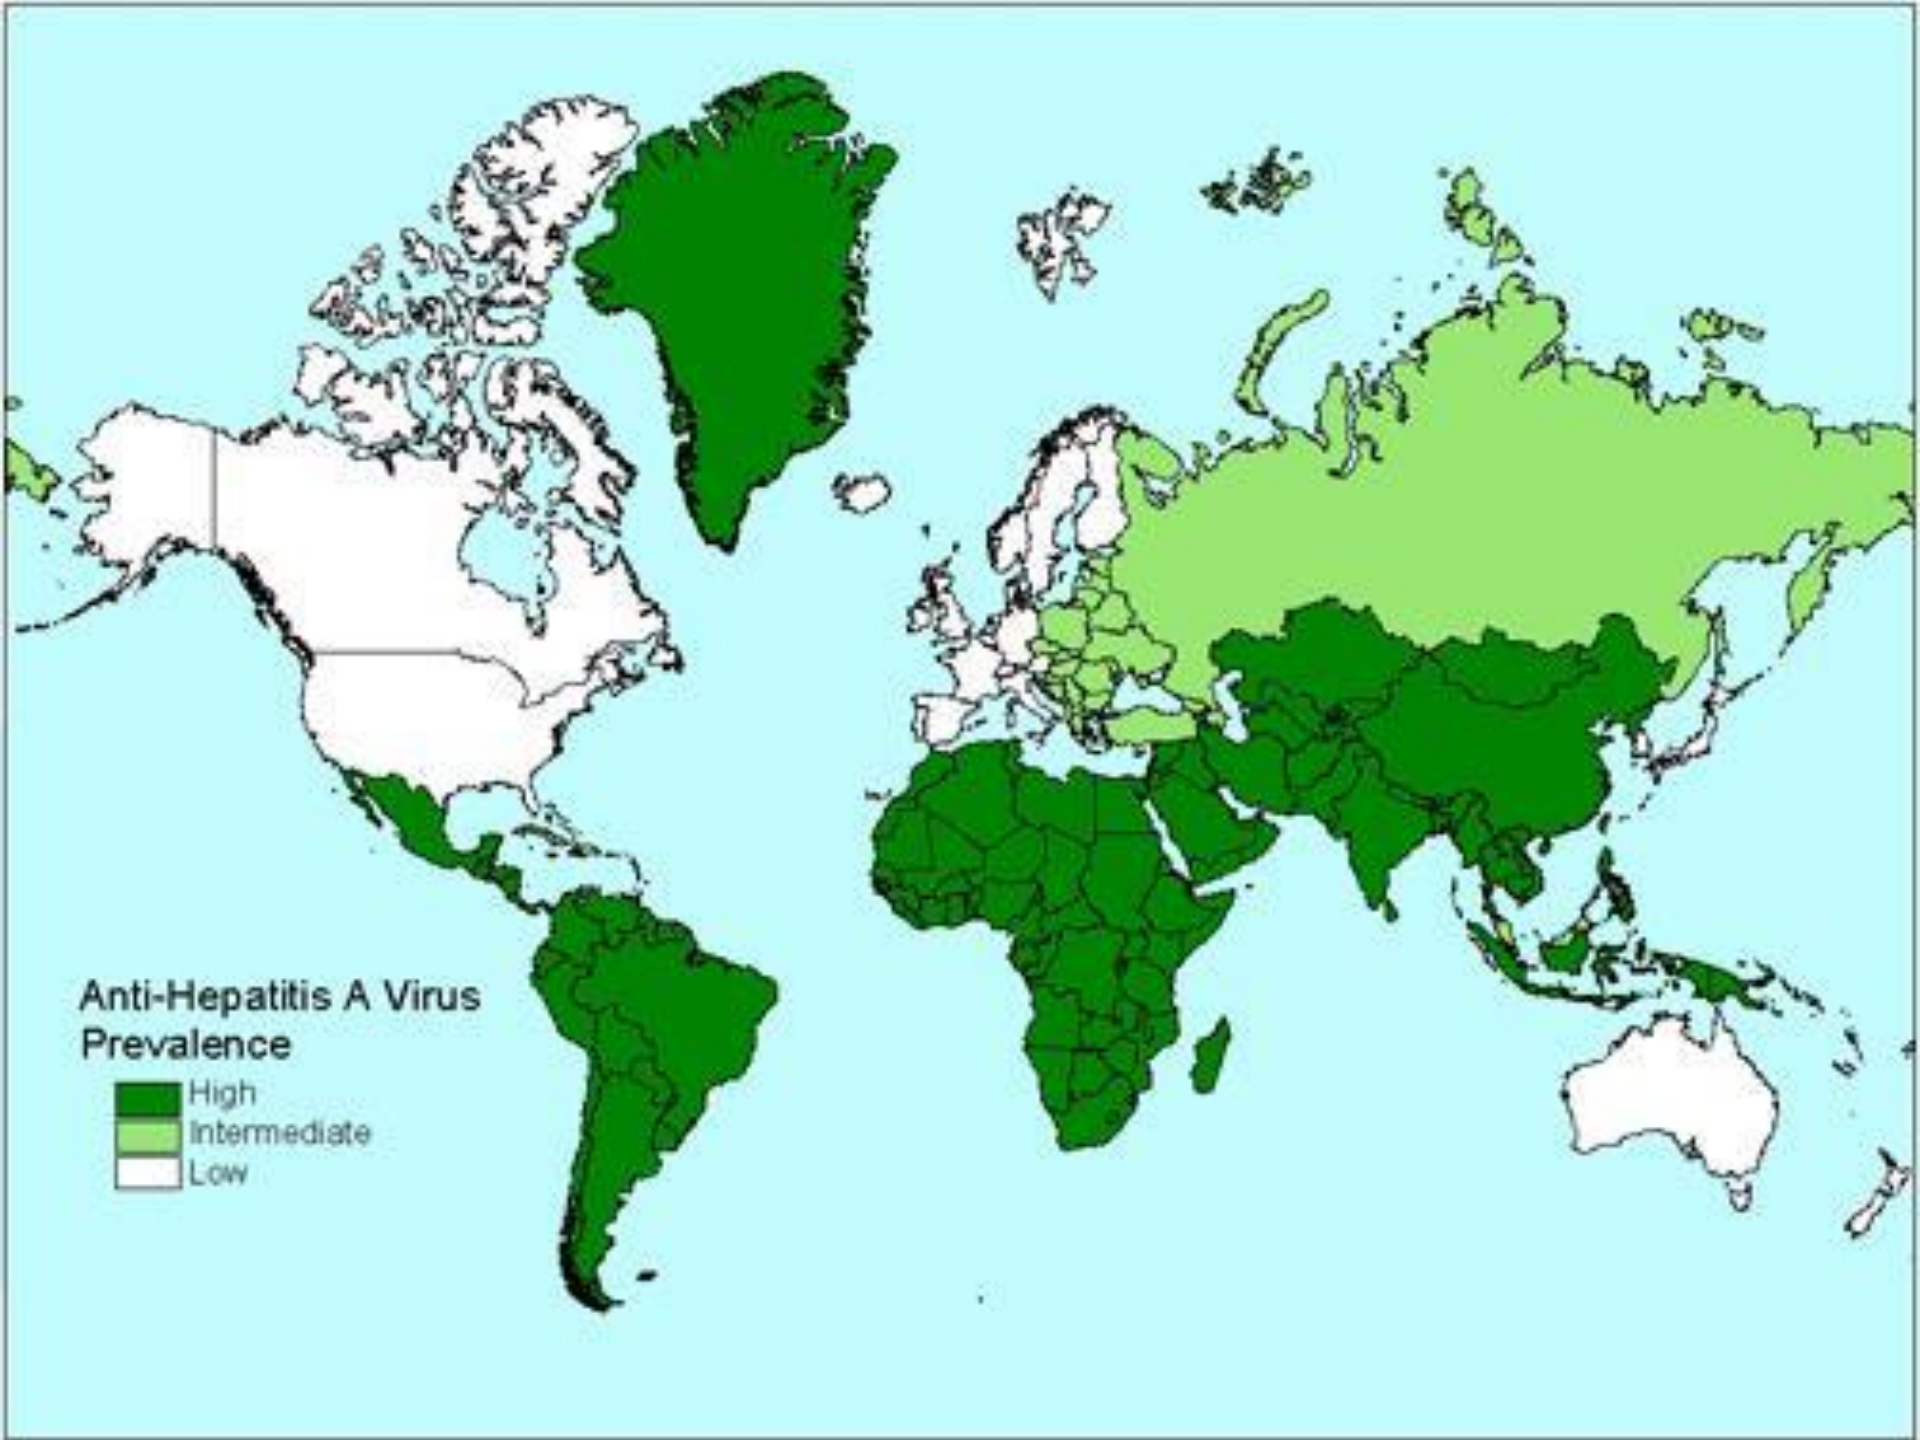 Anti-Hepatitis A Virus
Prevalence
High
Intermediate
Low